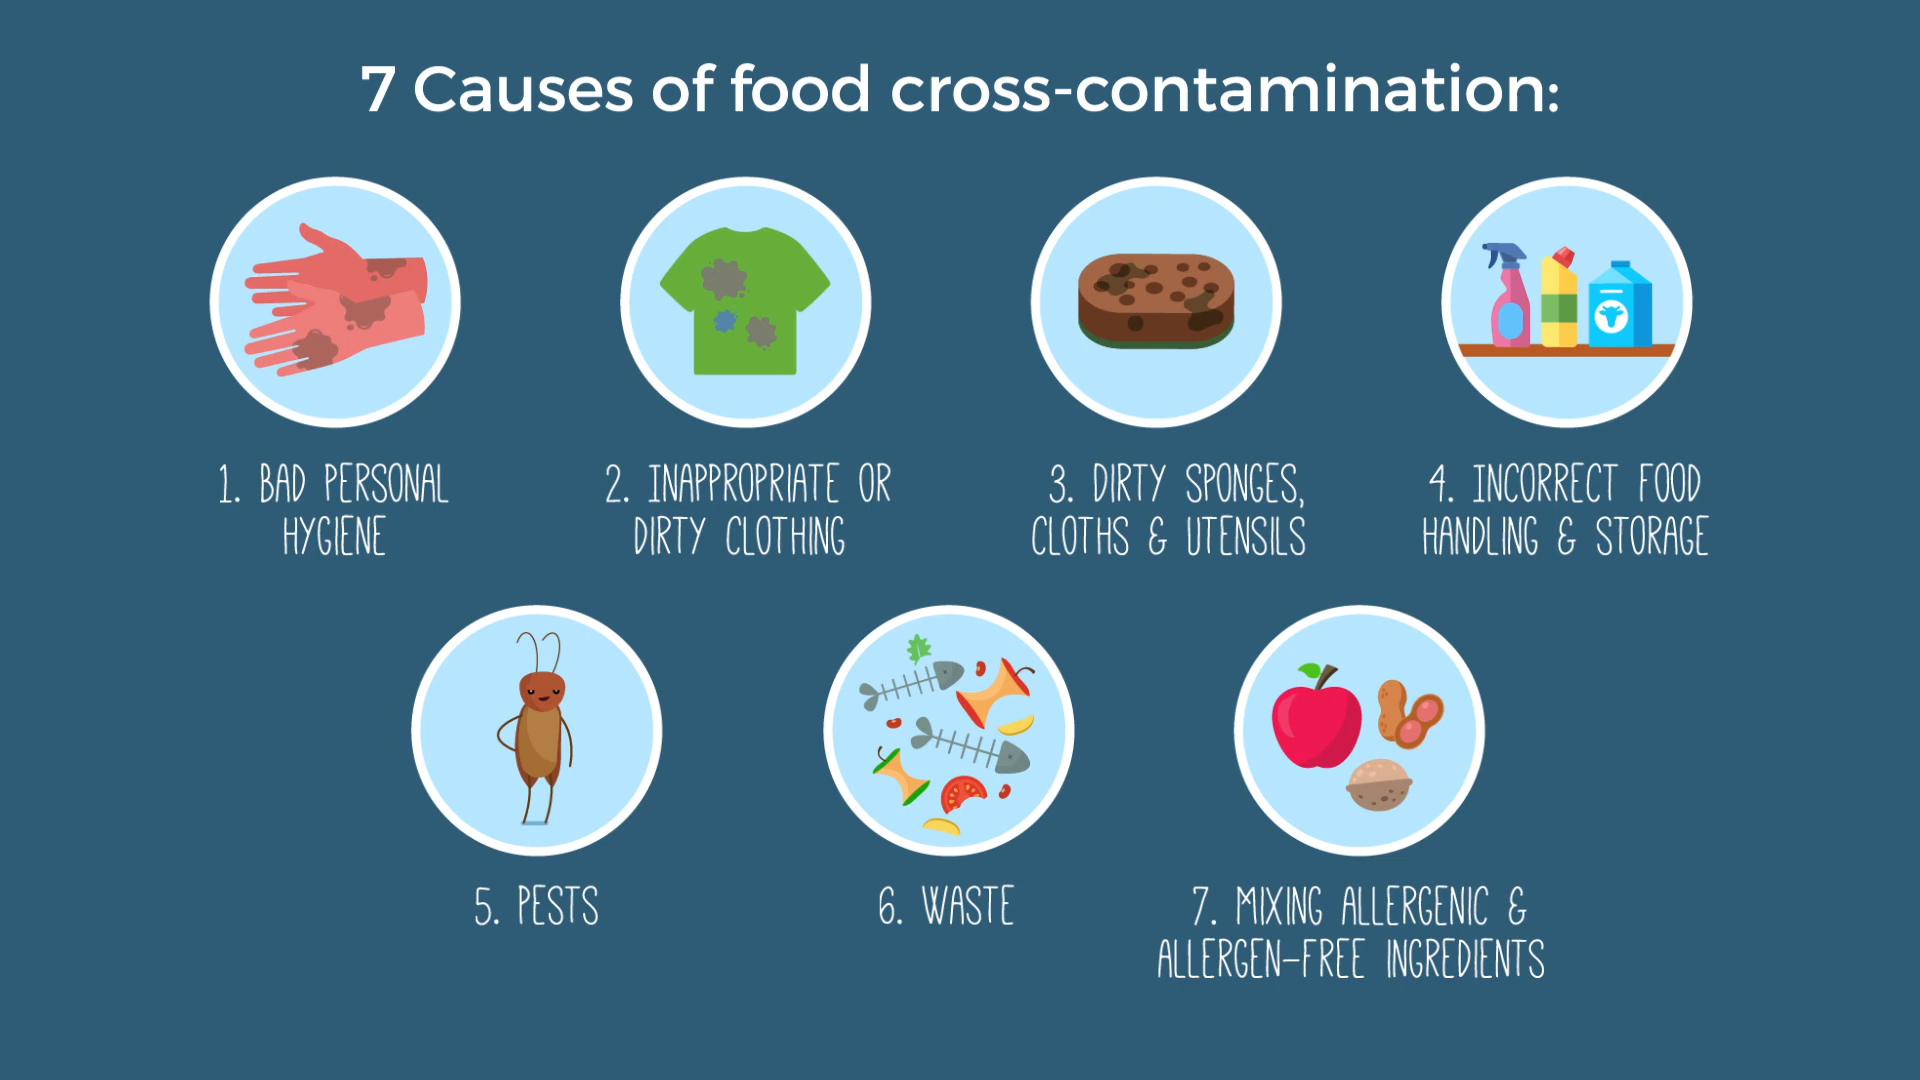 7 Causes of food cross-contamination:
1. BAD PERSONAL
HYGIENE
2. INAPPROPRIATE OR
DIRTY CLOTHING
3. DIRTY SPONGES,
CLOTHS & UTENSILS
4. INCORRECT FOOD
HANDLING & STORAGE
5. PESTS
6. WASTE
7. MIXING ALLERGENIC &
ALLERGEN-FREE INGREDIENTS